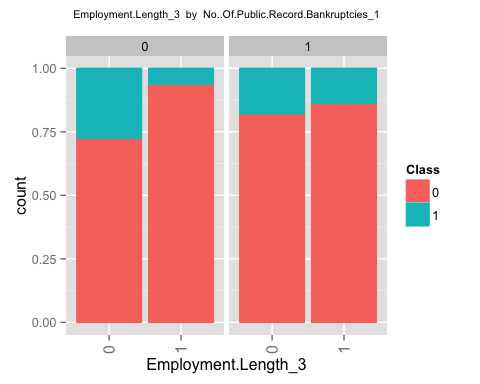 Employment.Length_3 by No..Of.Public.Record.Bankruptcies_1
0 1
1.00
0.75
0.50
0.25
0.00
count
0 1 0 1
Employment.Length_3
Class
0
1